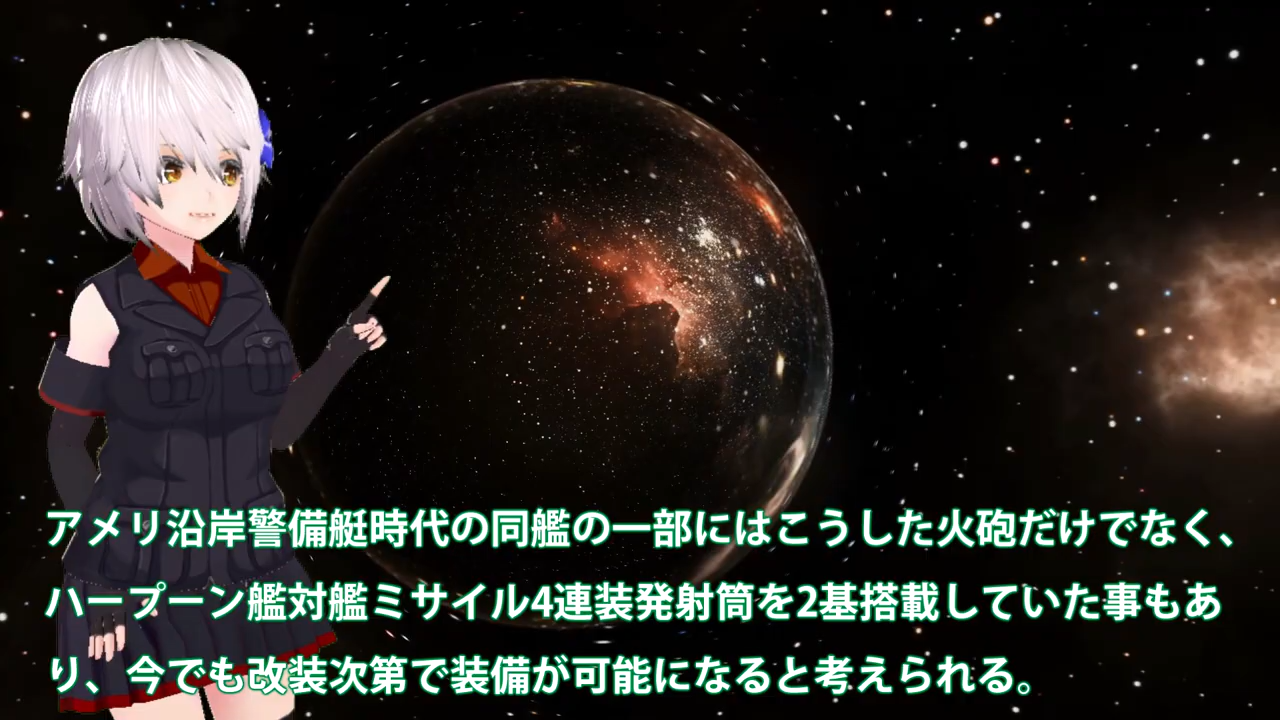 アメリ沿岸警備艇時代の同艦の一部にはこうした火砲だけでなく、
ハープーン艦対艦ミサイル4連装発射筒を2基搭載していた事もあ
り、今でも改装次第で装備が可能になると考えられる。